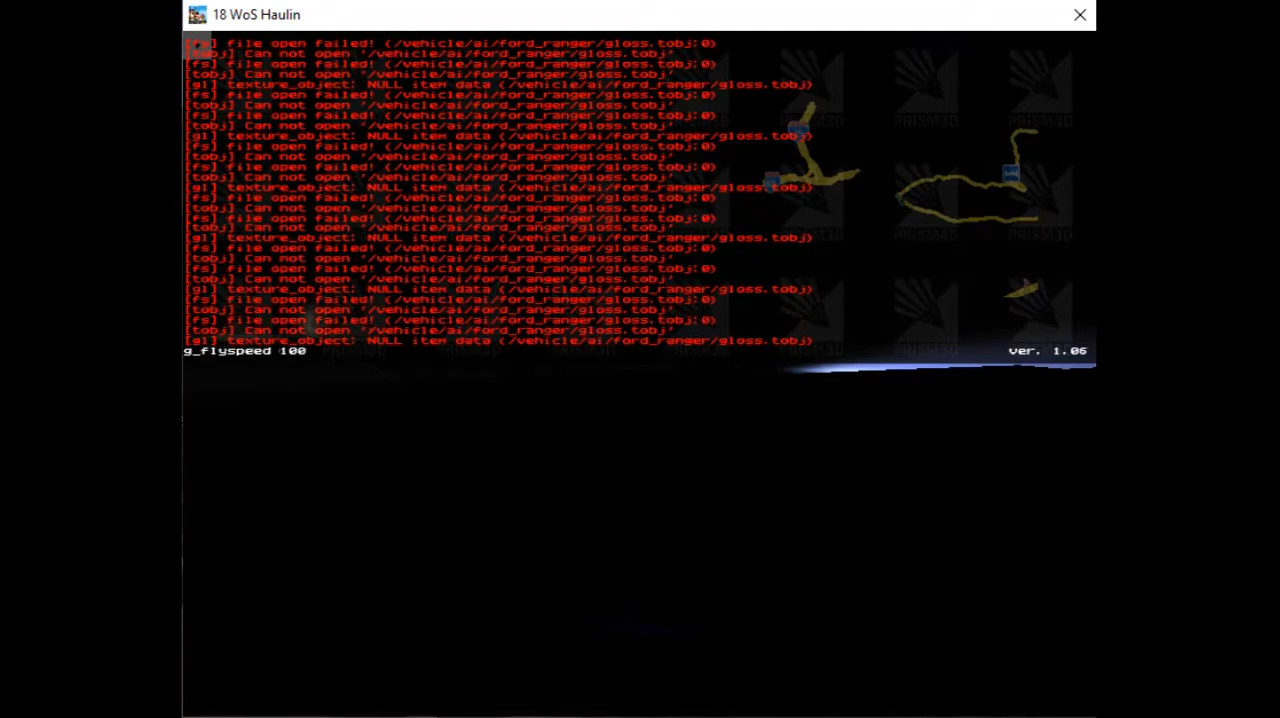 18 WoS Haulin
[fs] file open failed! (/vehicle/ai/ford_ranger/gloss.tobj:0)
[tobj] Can not open '/vehicle/ai/ford_ranger/gloss.tobj'
[fs] file open failed! (/vehicle/ai/ford_ranger/gloss.tobj:0)
[tobj] Can not open '/vehicle/ai/ford_ranger/gloss.tobj'
[gl] texture_object: NULL item data (/vehicle/ai/ford_ranger/gloss.tobj)
[fs] file open failed! (/vehicle/ai/ford_ranger/gloss.tobj:0)
[tobj] Can not open '/vehicle/ai/ford_ranger/gloss.tobj'
[fs] file open failed! (/vehicle/ai/ford_ranger/gloss.tobj:0)
[tobj] Can not open '/vehicle/ai/ford_ranger/gloss.tobj'
[gl] texture_object: NULL item data (/vehicle/ai/ford_ranger/gloss.tobj)
[fs] file open failed! (/vehicle/ai/ford_ranger/gloss.tobj:0)
[tobj] Can not open '/vehicle/ai/ford_ranger/gloss.tobj'
[fs] file open failed! (/vehicle/ai/ford_ranger/gloss.tobj:0)
[tobj] Can not open '/vehicle/ai/ford_ranger/gloss.tobj'
[gl] texture_object: NULL item data (/vehicle/ai/ford_ranger/gloss.tobj)
[fs] file open failed! (/vehicle/ai/ford_ranger/gloss.tobj:0)
[tobj] Can not open '/vehicle/ai/ford_ranger/gloss.tobj'
[fs] file open failed! (/vehicle/ai/ford_ranger/gloss.tobj:0)
[tobj] Can not open '/vehicle/ai/ford_ranger/gloss.tobj'
[gl] texture_object: NULL item data (/vehicle/ai/ford_ranger/gloss.tobj)
[fs] file open failed! (/vehicle/ai/ford_ranger/gloss.tobj:0)
[tobj] Can not open '/vehicle/ai/ford_ranger/gloss.tobj'
[fs] file open failed! (/vehicle/ai/ford_ranger/gloss.tobj:0)
[tobj] Can not open '/vehicle/ai/ford_ranger/gloss.tobj'
[gl] texture_object: NULL item data (/vehicle/ai/ford_ranger/gloss.tobj)
[fs] file open failed! (/vehicle/ai/ford_ranger/gloss.tobj:0)
[tobj] Can not open '/vehicle/ai/ford_ranger/gloss.tobj'
[fs] file open failed! (/vehicle/ai/ford_ranger/gloss.tobj:0)
[tobj] Can not open '/vehicle/ai/ford_ranger/gloss.tobj'
[gl] texture_object: NULL item data (/vehicle/ai/ford_ranger/gloss.tobj)
g_flyspeed 100
ver. 1.06
PRISM3D
PRISM3D
PRISM3D
PRISM3D
PRISM3D
PRISM3D